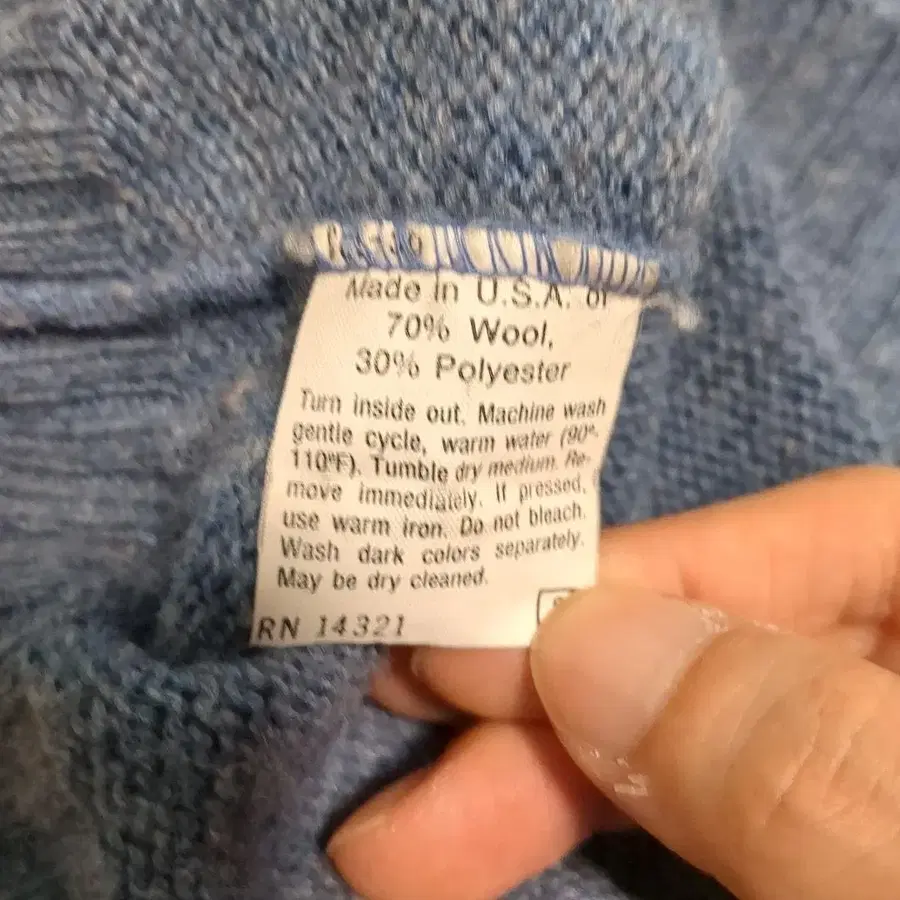 Made in U.S.A. of
70% Wool,
30% Polyester
Turn inside out. Machine wash
gentle cycle, warm water (90°-
110°F). Tumble dry medium. Re-
move immediately. If pressed,
use warm iron. Do not bleach.
Wash dark colors separately.
May be dry cleaned.
RN 14321